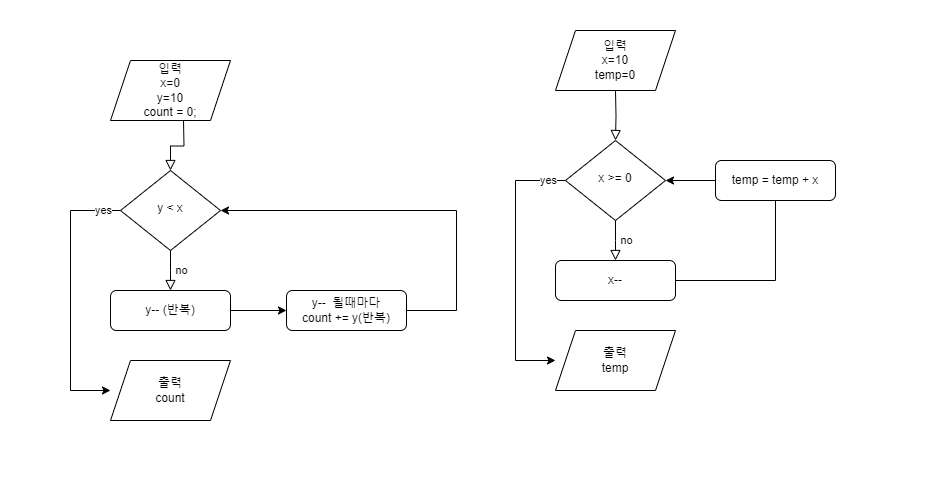 입력
x=0
y=10
count = 0;
yes
y < x
no
y-- (반복)
y-- 될때마다
count += y(반복)
출력
count
입력
x=10
temp=0
yes
x >= 0
temp = temp + x
no
x--
출력
temp